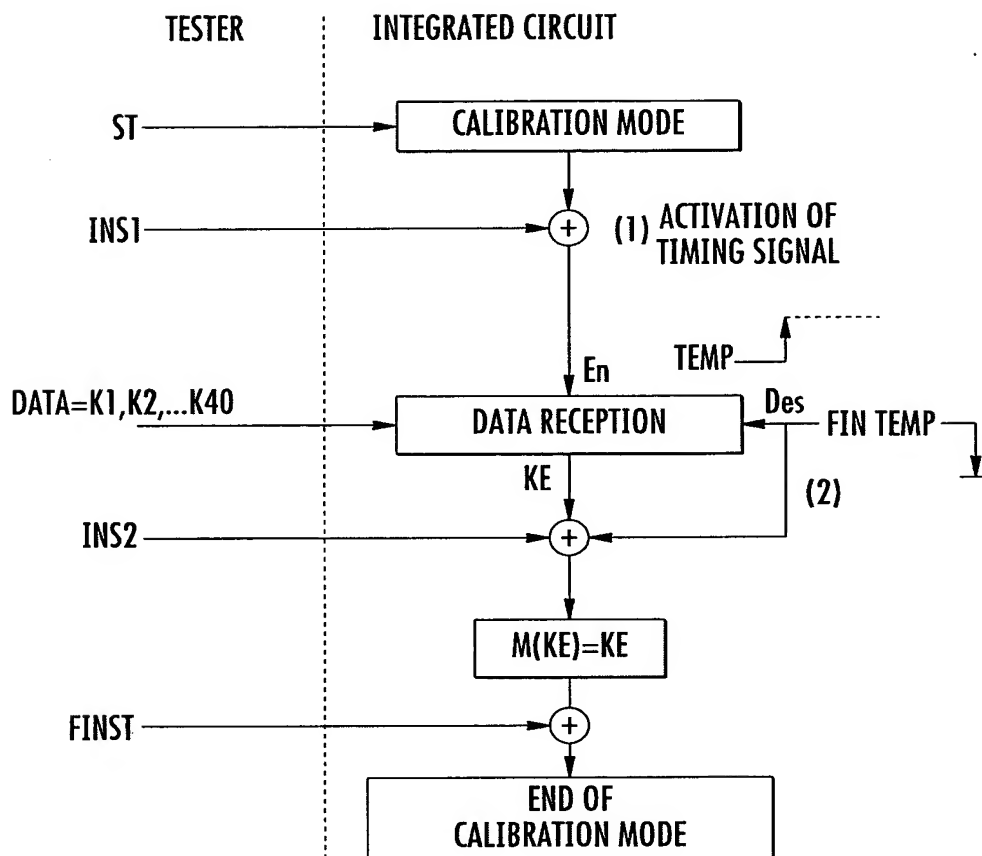 TESTER
INTEGRATED CIRCUIT
ST
CALIBRATION MODE
INS1
+
(1) ACTIVATION OF
TIMING SIGNAL
TEMP
En
DATA=K1,K2,...K40
DATA RECEPTION
Des
FIN TEMP
KE
(2)
INS2
+
M(KE)=KE
FINST
+
END OF
CALIBRATION MODE